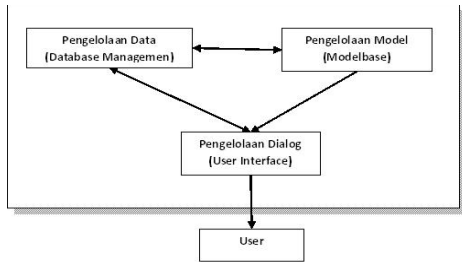 Pengelolaan Data
(Database Managemen)
Pengelolaan Model
(Modelbase)
Pengelolaan Dialog
(User Interface)
User